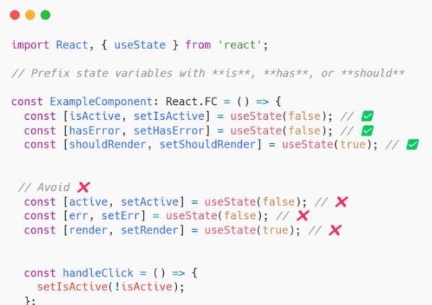 import React, { useState } from 'react';
// Prefix state variables with **is**, **has**, or **should**
const ExampleComponent: React.FC = () => {
const [isActive, setIsActive] = useState(false); // ✅
const [hasError, setHasError] = useState(false); // ✅
const [shouldRender, setShouldRender] = useState(true); // ✅
// Avoid ❌
const [active, setActive] = useState(false); // ❌
const [err, setErr] = useState(false); // ❌
const [render, setRender] = useState(true); // ❌
const handleClick = () => {
setIsActive(!isActive);
};